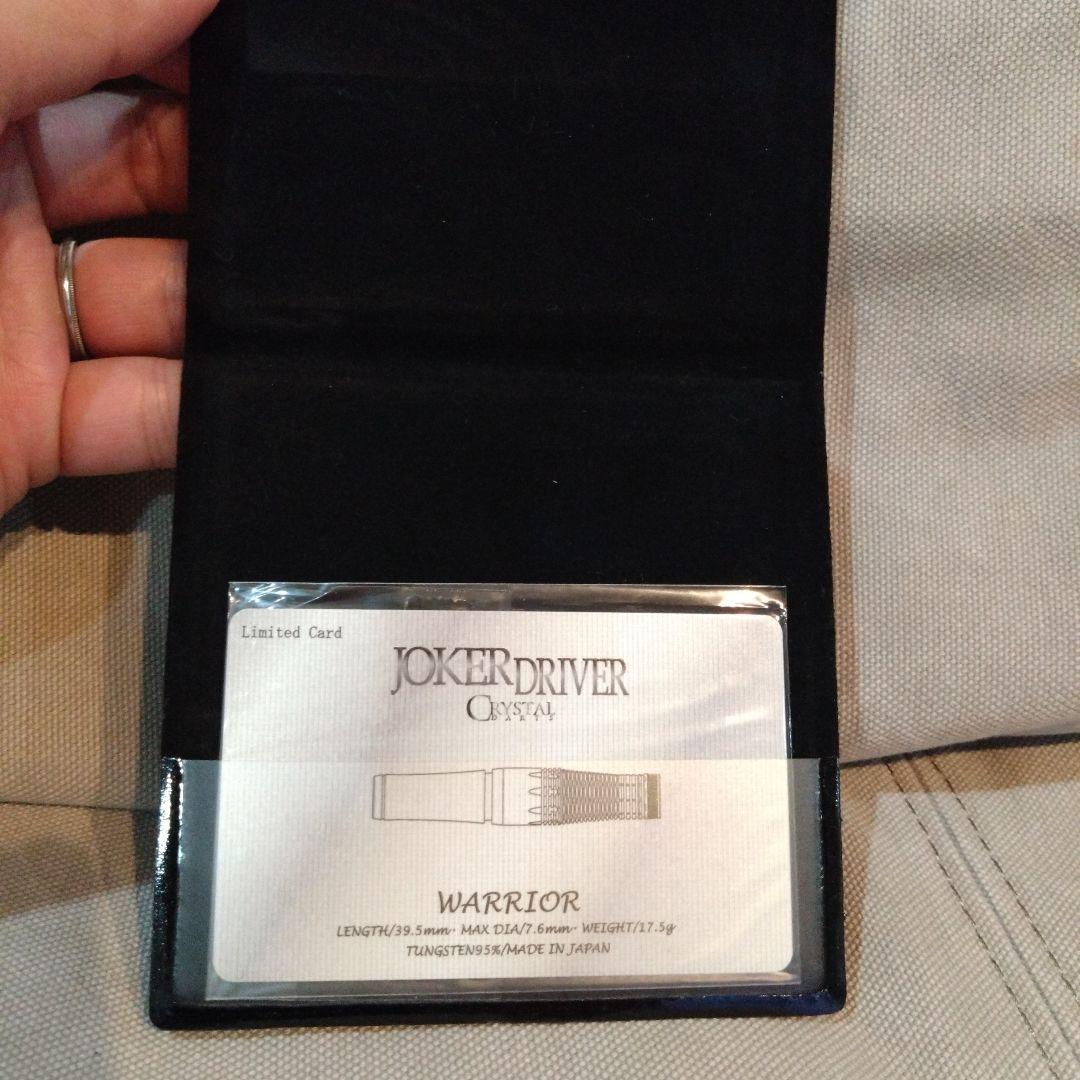 Limited Card
JOKER DRIVER
CRYSTAL
DARTS
WARRIOR
LENGTH/39.5mm· MAX DIA/7.6mm· WEIGHT/17.5g
TUNGSTEN95%/MADE IN JAPAN